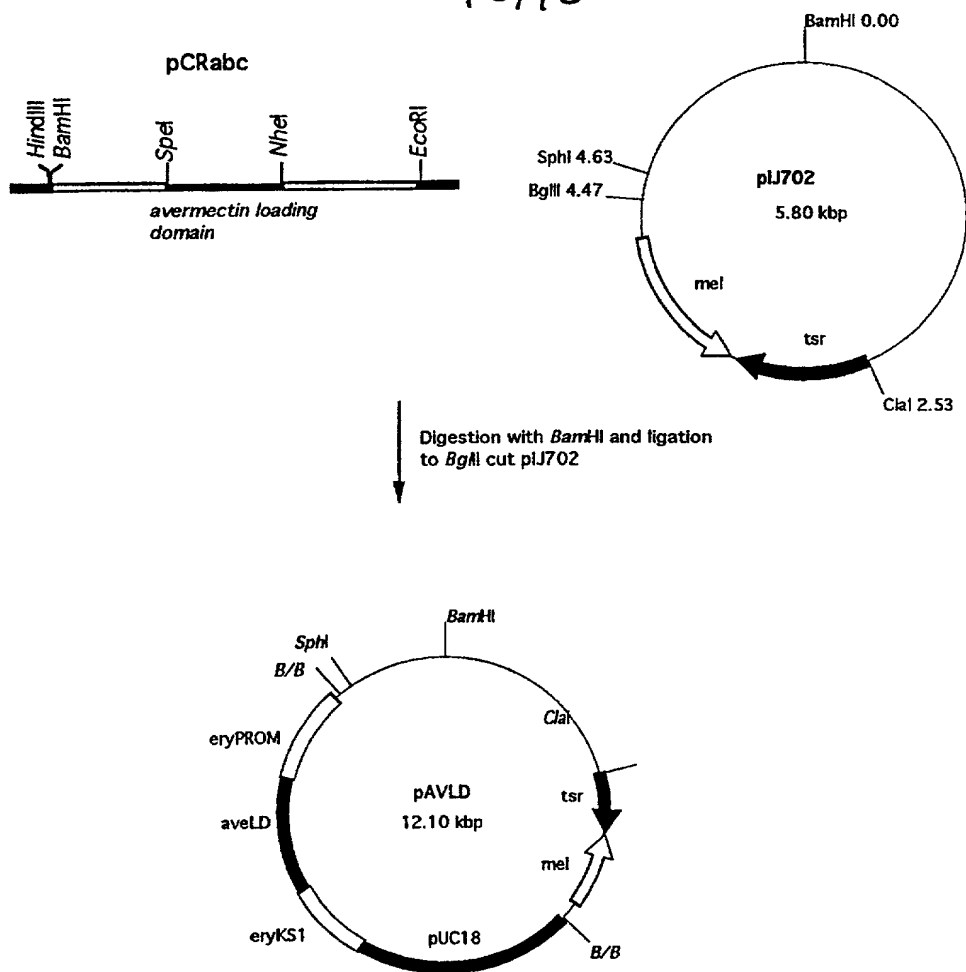 BamHI 0.00
pCRabc
HindIII
BamHI
SpeI
NheI
EcoRI
SphI 4.63
BglII 4.47
pIJ702
5.80 kbp
avermectin loading
domain
mel
tsr
ClaI 2.53
Digestion with BamHI and ligation
to BglII cut pIJ702
BamHI
SphI
B/B
ClaI
eryPROM
pAVLD
12.10 kbp
tsr
aveLD
mel
eryKS1
pUC18
B/B